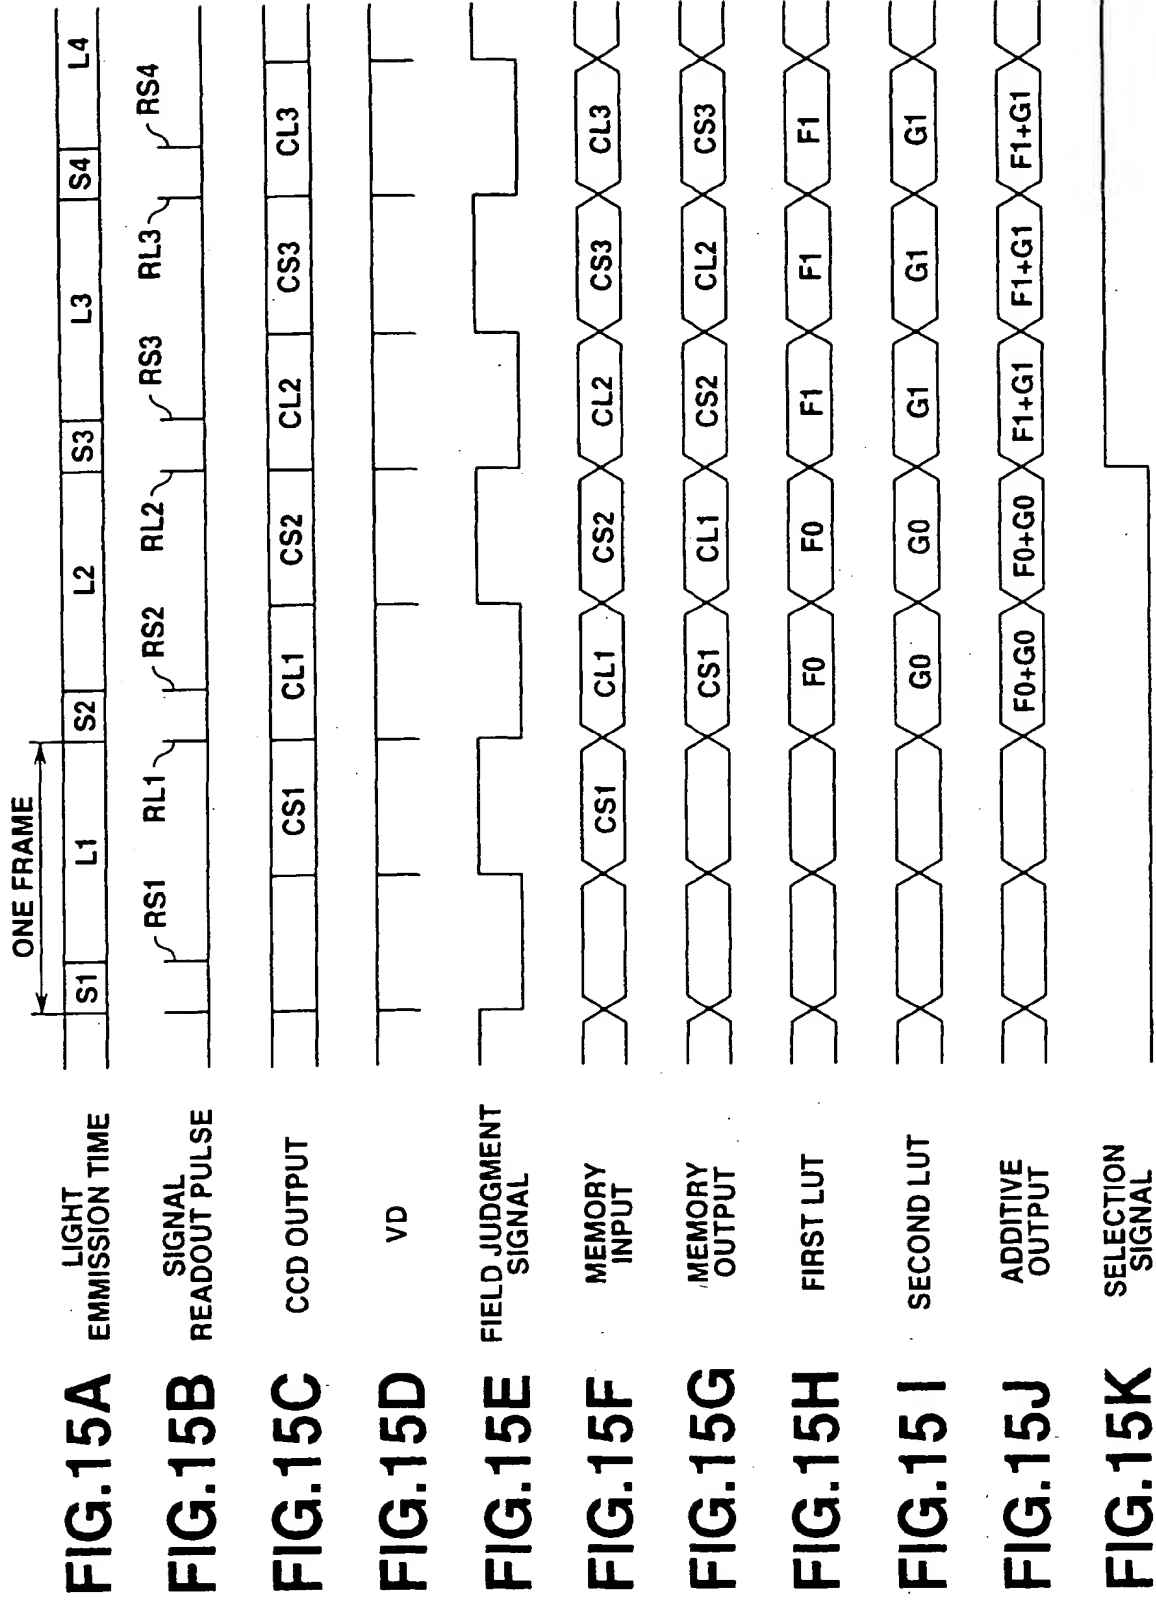 ONE FRAME
FIG.15A
LIGHT
EMMISSION TIME
S1 L1 S2 L2 S3 L3 S4 L4
FIG.15B
SIGNAL
READOUT PULSE
RS1 RL1 RS2 RL2 RS3 RL3 RS4
FIG.15C
CCD OUTPUT
CS1 CL1 CS2 CL2 CS3 CL3
FIG.15D
VD
FIG.15E
FIELD JUDGMENT
SIGNAL
FIG.15F
MEMORY
INPUT
CS1 CL1 CS2 CL2 CS3 CL3
FIG.15G
MEMORY
OUTPUT
CS1 CL1 CS2 CL2 CS3
FIG.15H
FIRST LUT
F0 F0 F1 F1 F1
FIG.15 I
SECOND LUT
G0 G0 G1 G1 G1
FIG.15J
ADDITIVE
OUTPUT
F0+G0 F0+G0 F1+G1 F1+G1 F1+G1
FIG.15K
SELECTION
SIGNAL